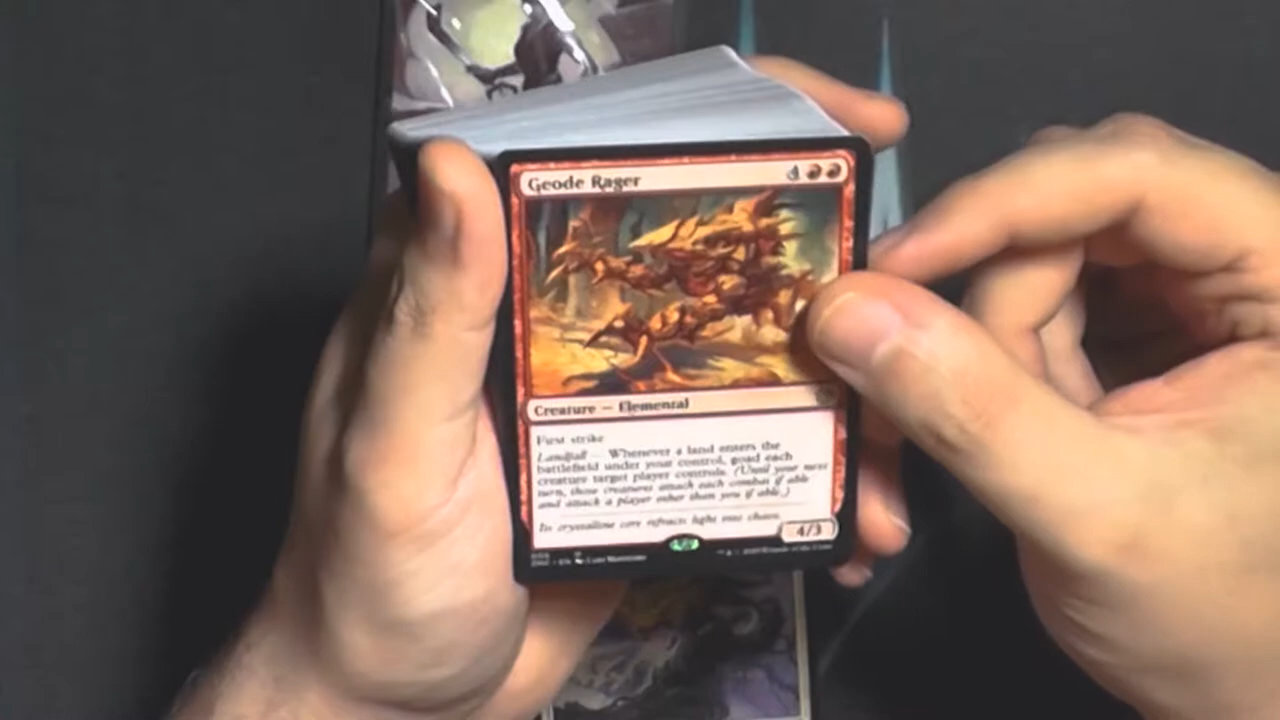 Geode Rager 4
Creature — Elemental
First strike
Landfall — Whenever a land enters the
battlefield under your control, goad each
creature target player controls. (Until your next
turn, those creatures attack each combat if able
and attack a player other than you if able.)
Its crystalline core refracts light into chaos.
4/3